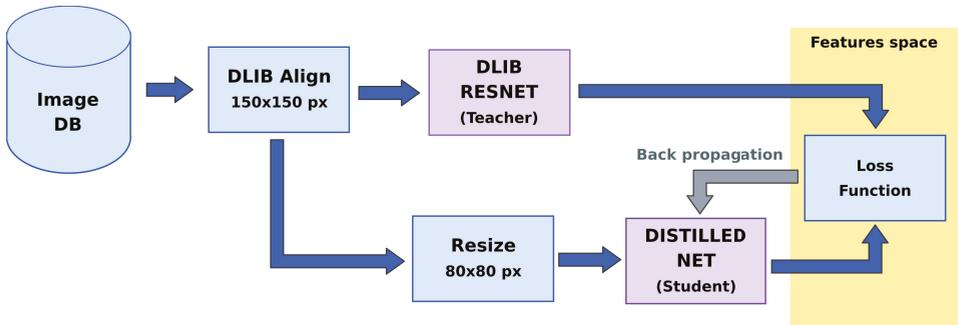 Features space
Image
DB
DLIB Align
150x150 px
DLIB
RESNET
(Teacher)
Back propagation
Loss
Function
Resize
80x80 px
DISTILLED
NET
(Student)